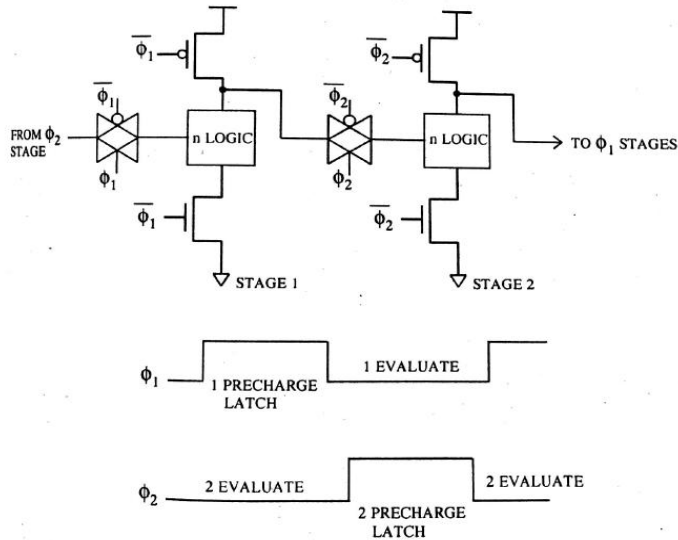 φ̅₁
φ̅₂
φ̅₁
φ̅₂
FROM φ₂
STAGE
n LOGIC
n LOGIC
TO φ₁ STAGES
φ₁
φ₂
φ̅₁
φ̅₂
STAGE 1
STAGE 2
φ₁
1 PRECHARGE
LATCH
1 EVALUATE
φ₂
2 EVALUATE
2 PRECHARGE
LATCH
2 EVALUATE